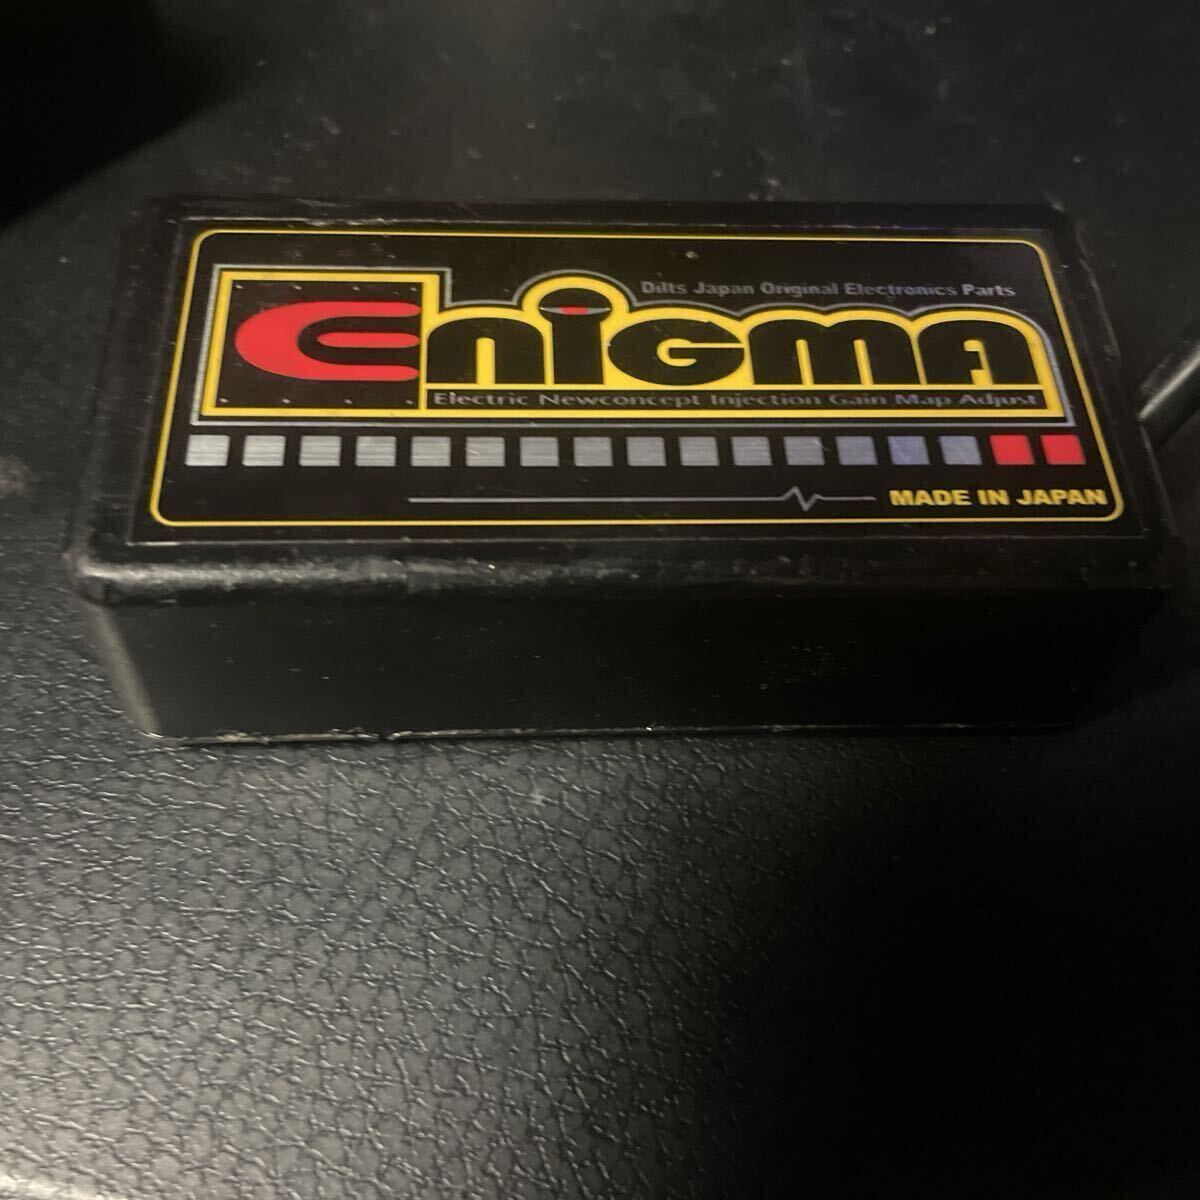 Dilts Japan Original Electronics Parts
EnIGMA
Electric Newconcept Injection Gain Map Adjust
MADE IN JAPAN